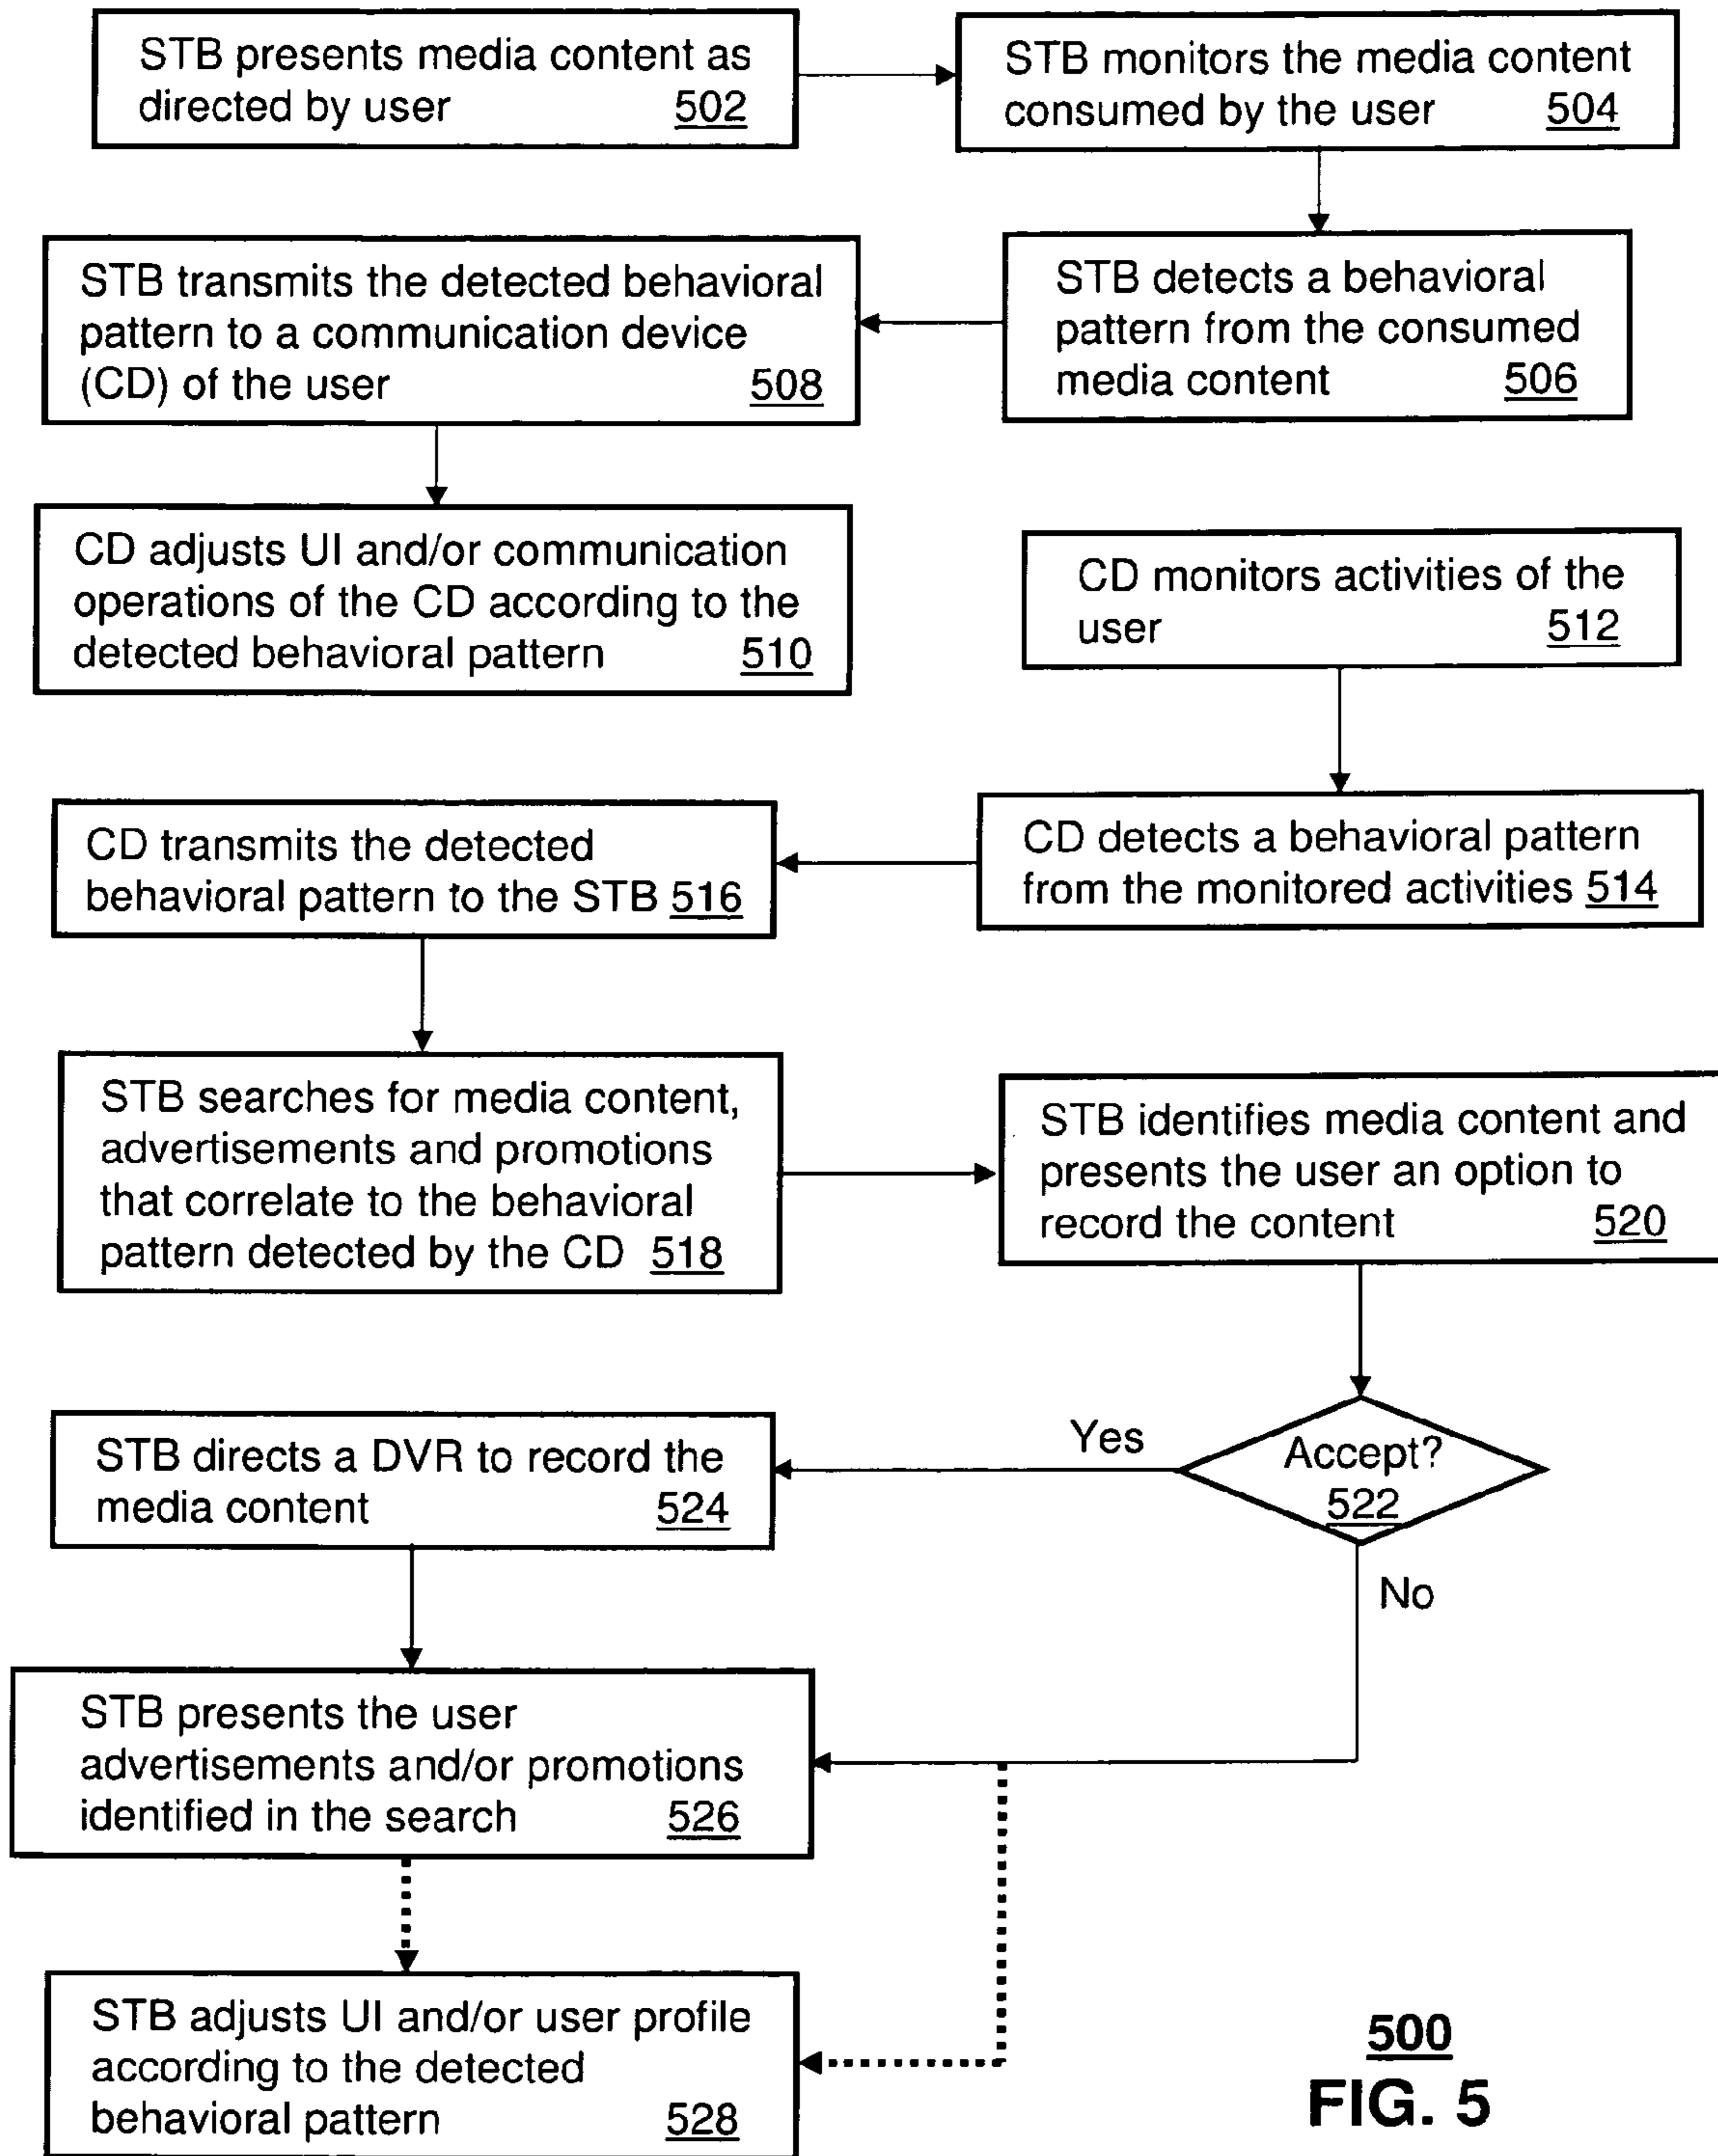 STB presents media content as
directed by user 502
STB monitors the media content
consumed by the user 504
STB detects a behavioral
pattern from the consumed
media content 506
STB transmits the detected behavioral
pattern to a communication device
(CD) of the user 508
CD adjusts UI and/or communication
operations of the CD according to the
detected behavioral pattern 510
CD monitors activities of the
user 512
CD detects a behavioral pattern
from the monitored activities 514
CD transmits the detected
behavioral pattern to the STB 516
STB searches for media content,
advertisements and promotions
that correlate to the behavioral
pattern detected by the CD 518
STB identifies media content and
presents the user an option to
record the content 520
Accept?
522
Yes
No
STB directs a DVR to record the
media content 524
STB presents the user
advertisements and/or promotions
identified in the search 526
STB adjusts UI and/or user profile
according to the detected
behavioral pattern 528
500
FIG. 5